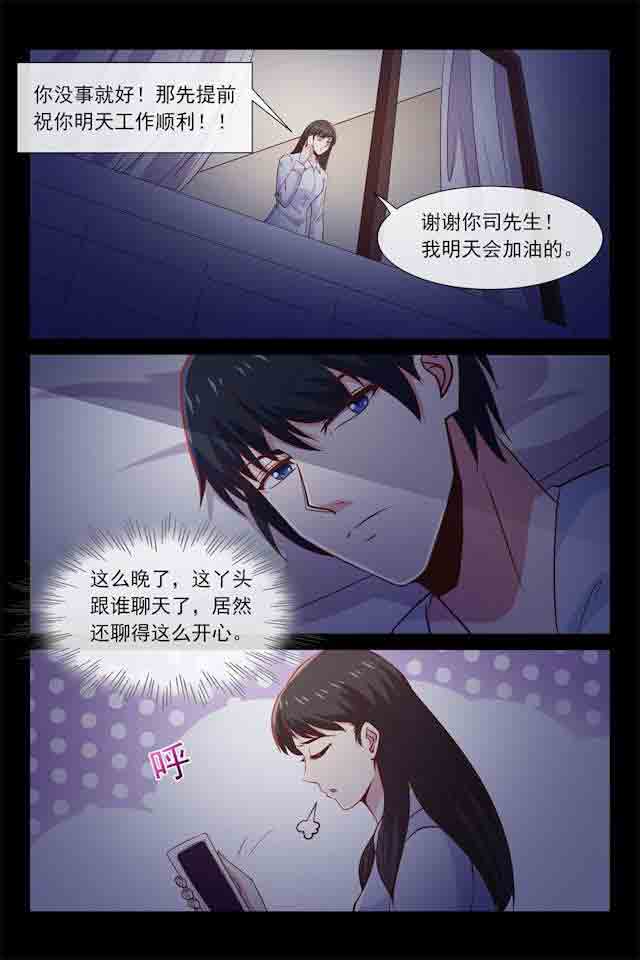 你没事就好！那先提前
祝你明天工作顺利！！
谢谢你司先生！
我明天会加油的。
这么晚了，这丫头
跟谁聊天了，居然
还聊得这么开心。
呼